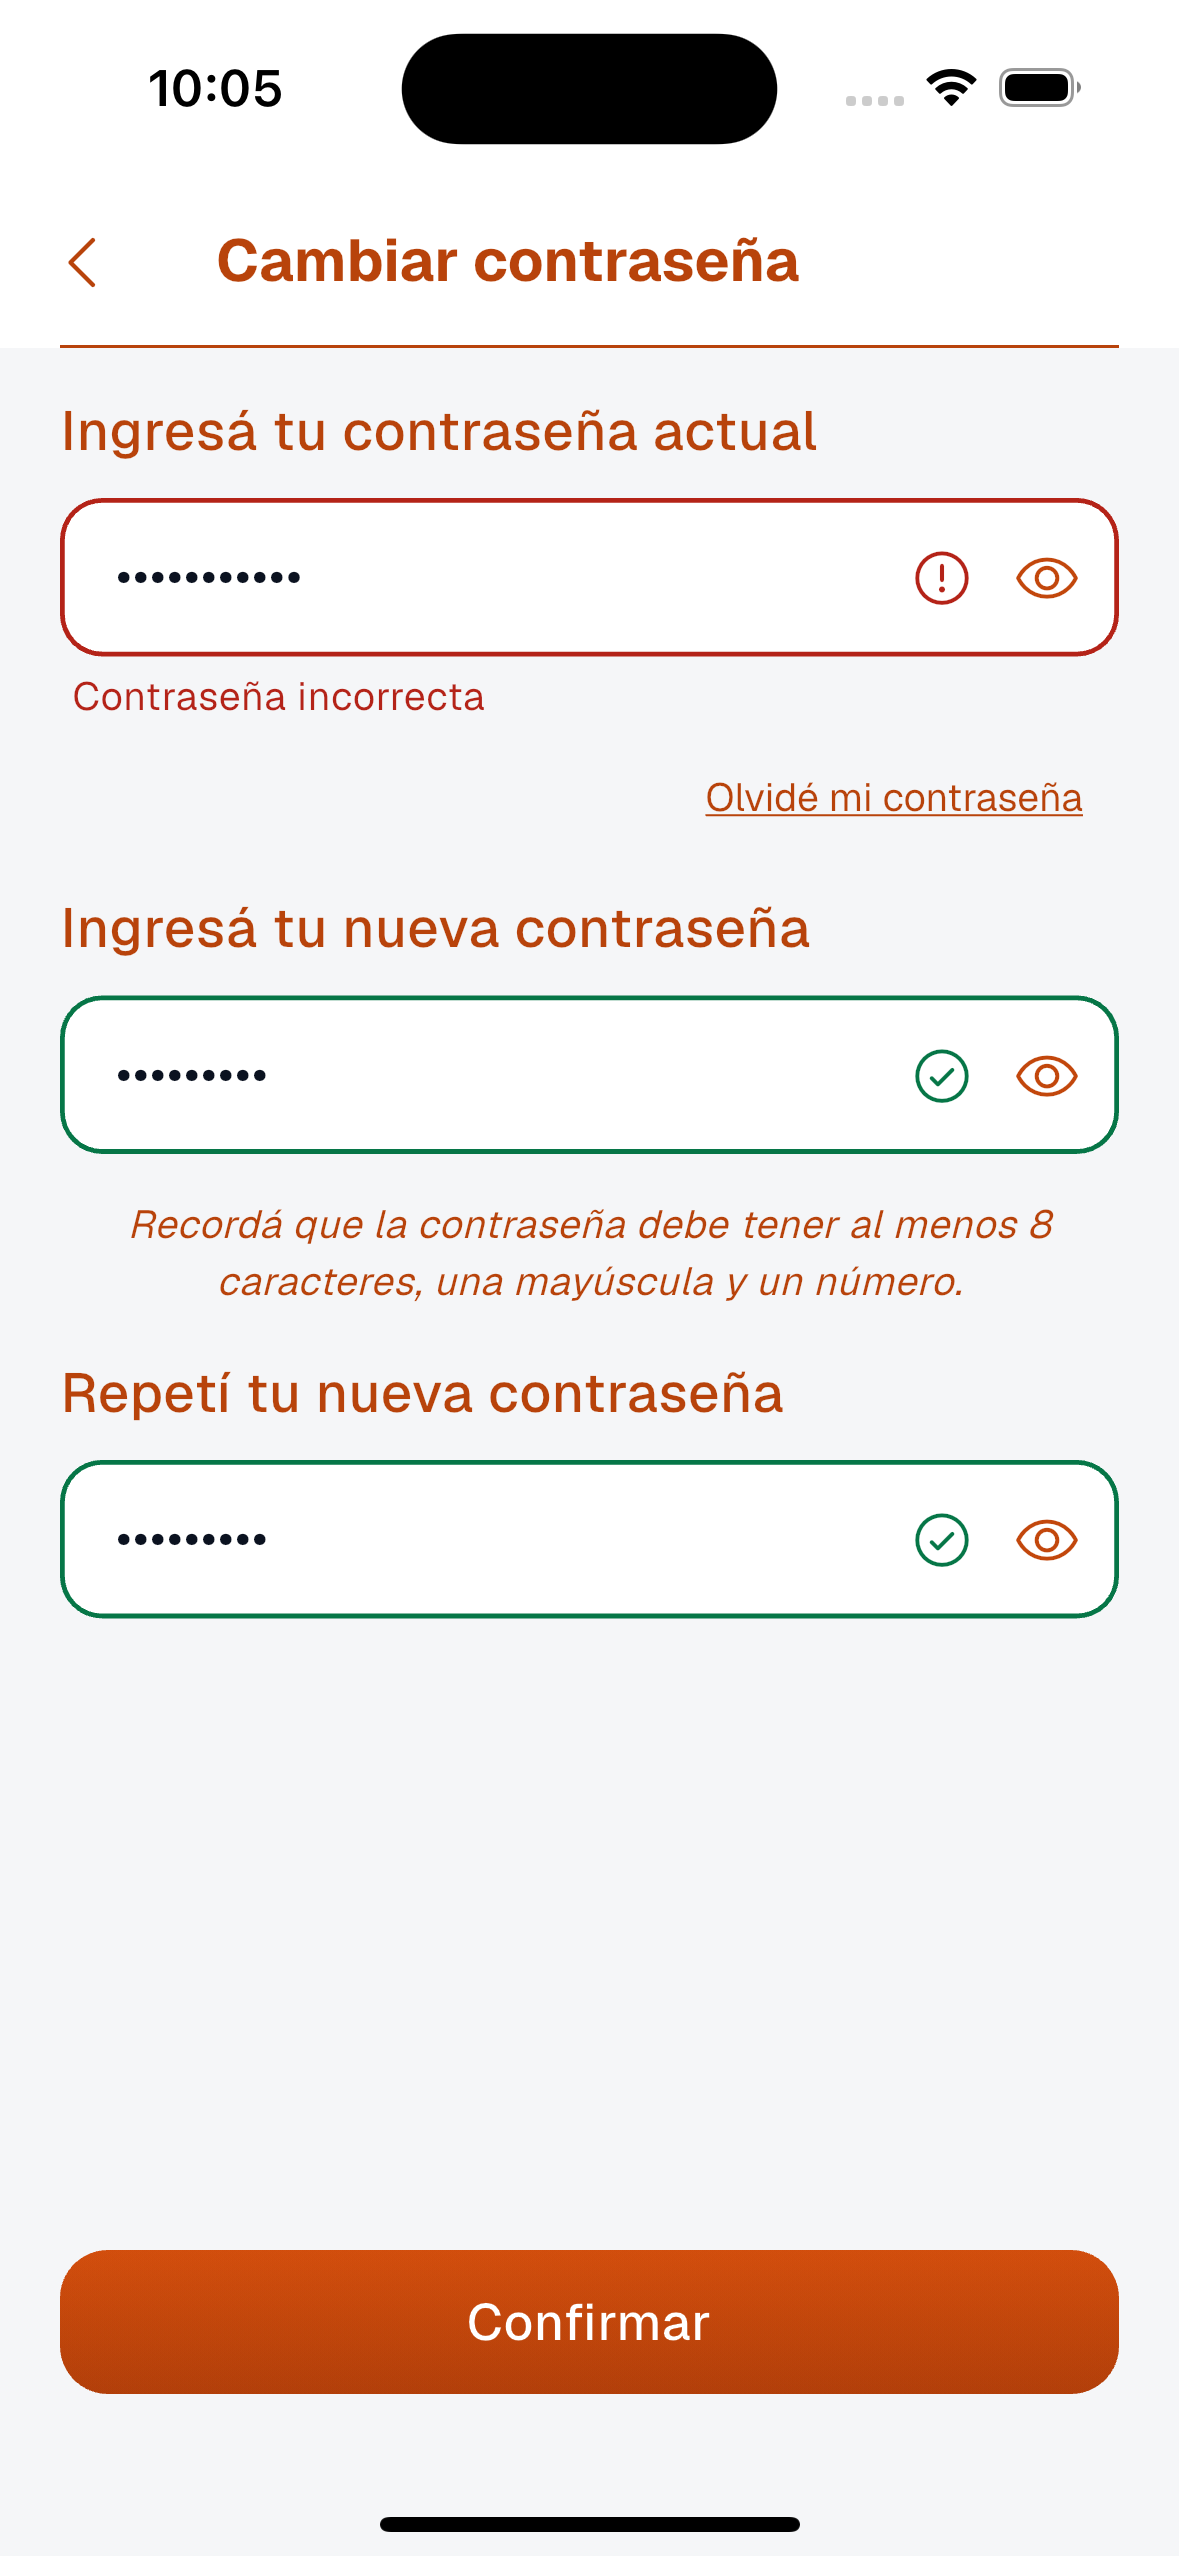 10:05
Cambiar contraseña
Ingresá tu contraseña actual
•••••••••••
Contraseña incorrecta
Olvidé mi contraseña
Ingresá tu nueva contraseña
•••••••••
Recordá que la contraseña debe tener al menos 8
caracteres, una mayúscula y un número.
Repetí tu nueva contraseña
•••••••••
Confirmar